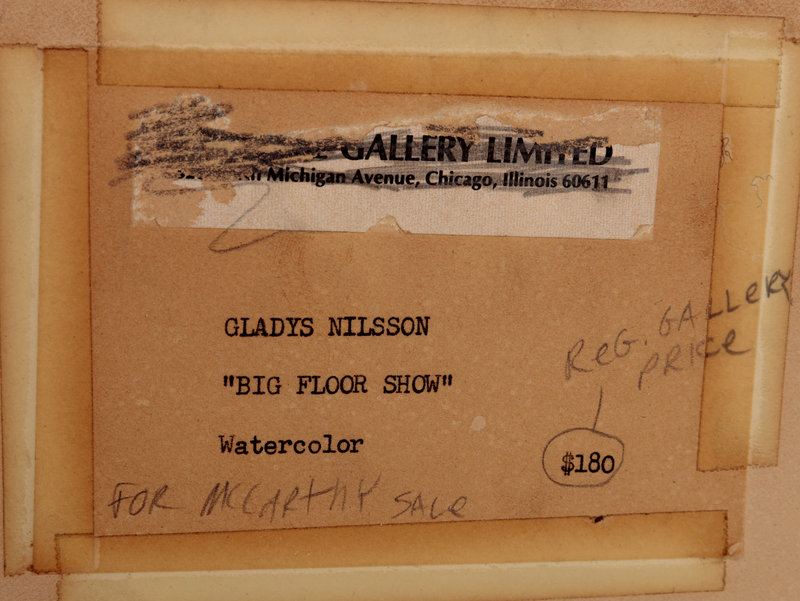 GALLERY LIMITED
Michigan Avenue, Chicago, Illinois 60611
GLADYS NILSSON
"BIG FLOOR SHOW"
Watercolor
ReG. GALLERY
PRICe
$180
FOR MCCARTHY SALe